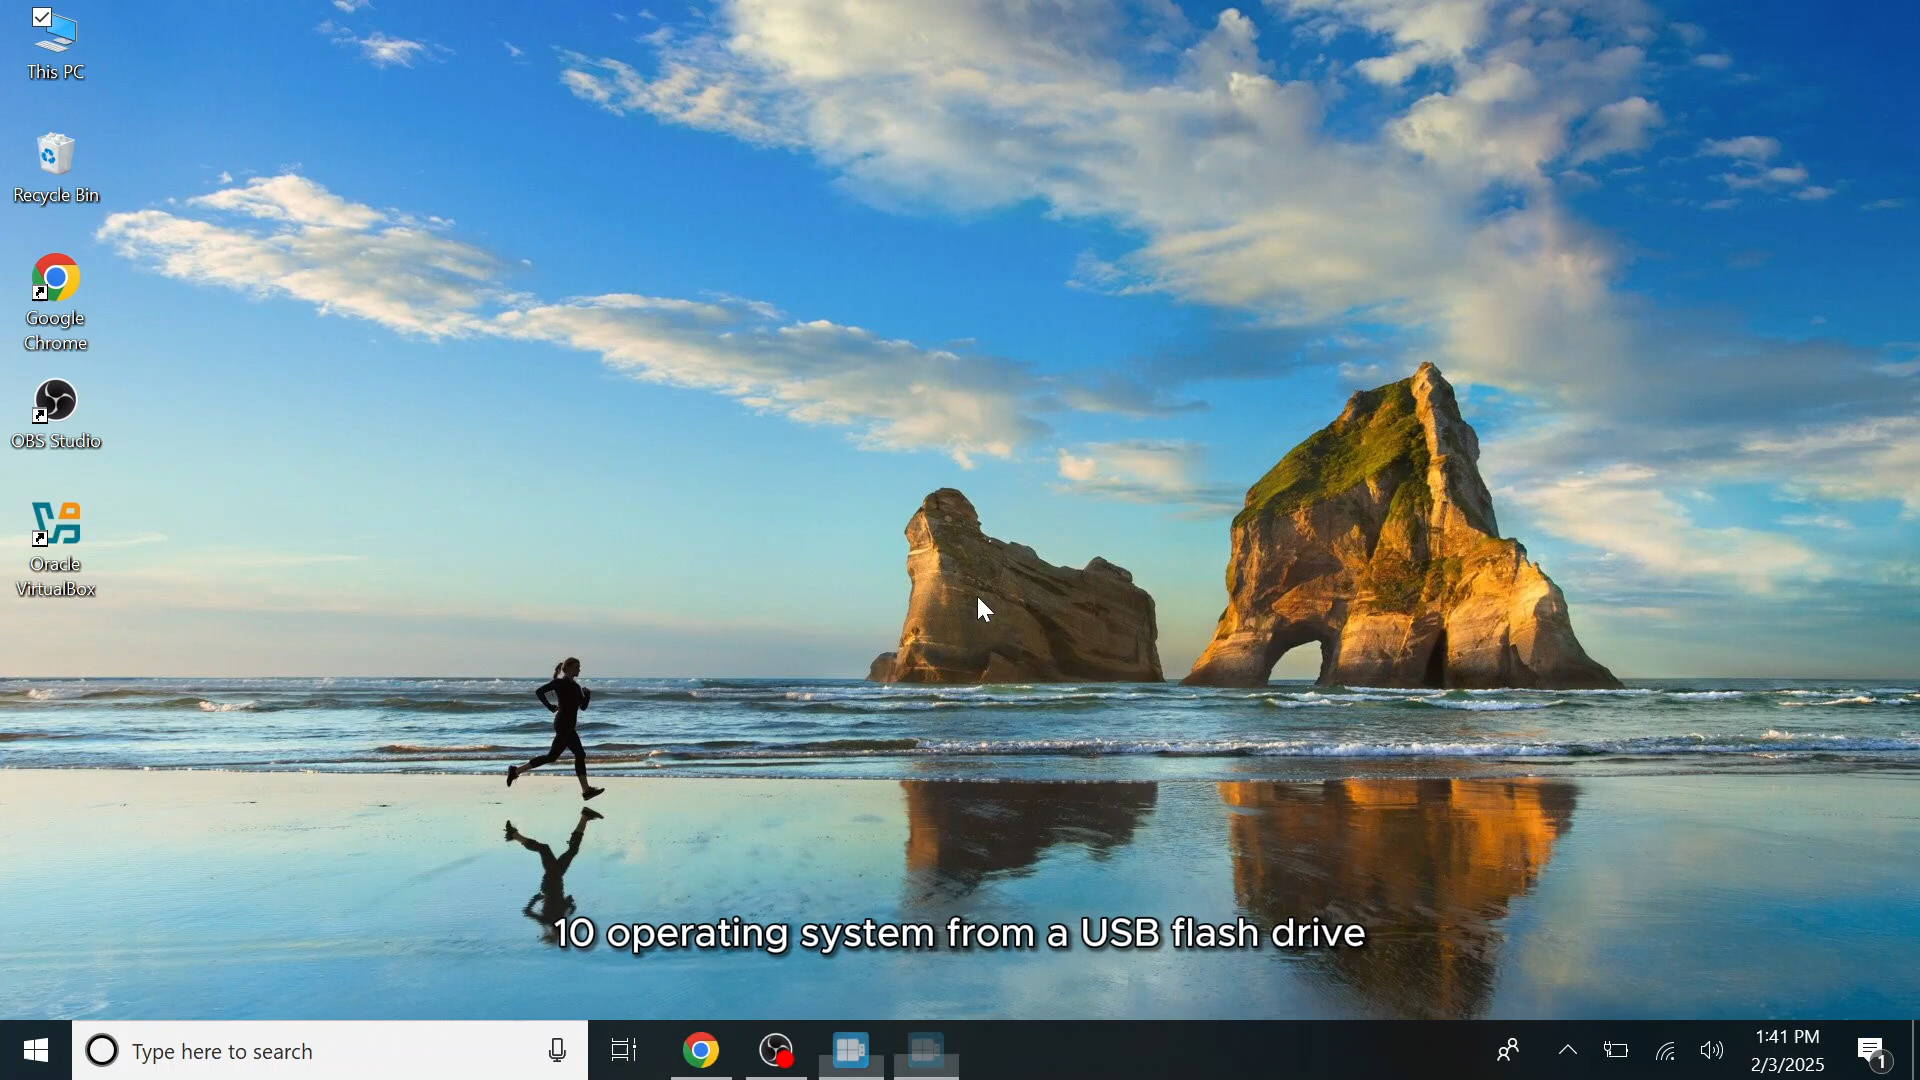 This PC
Recycle Bin
Google
Chrome
OBS Studio
Oracle
VirtualBox
10 operating system from a USB flash drive
Type here to search
1:41 PM
2/3/2025
1